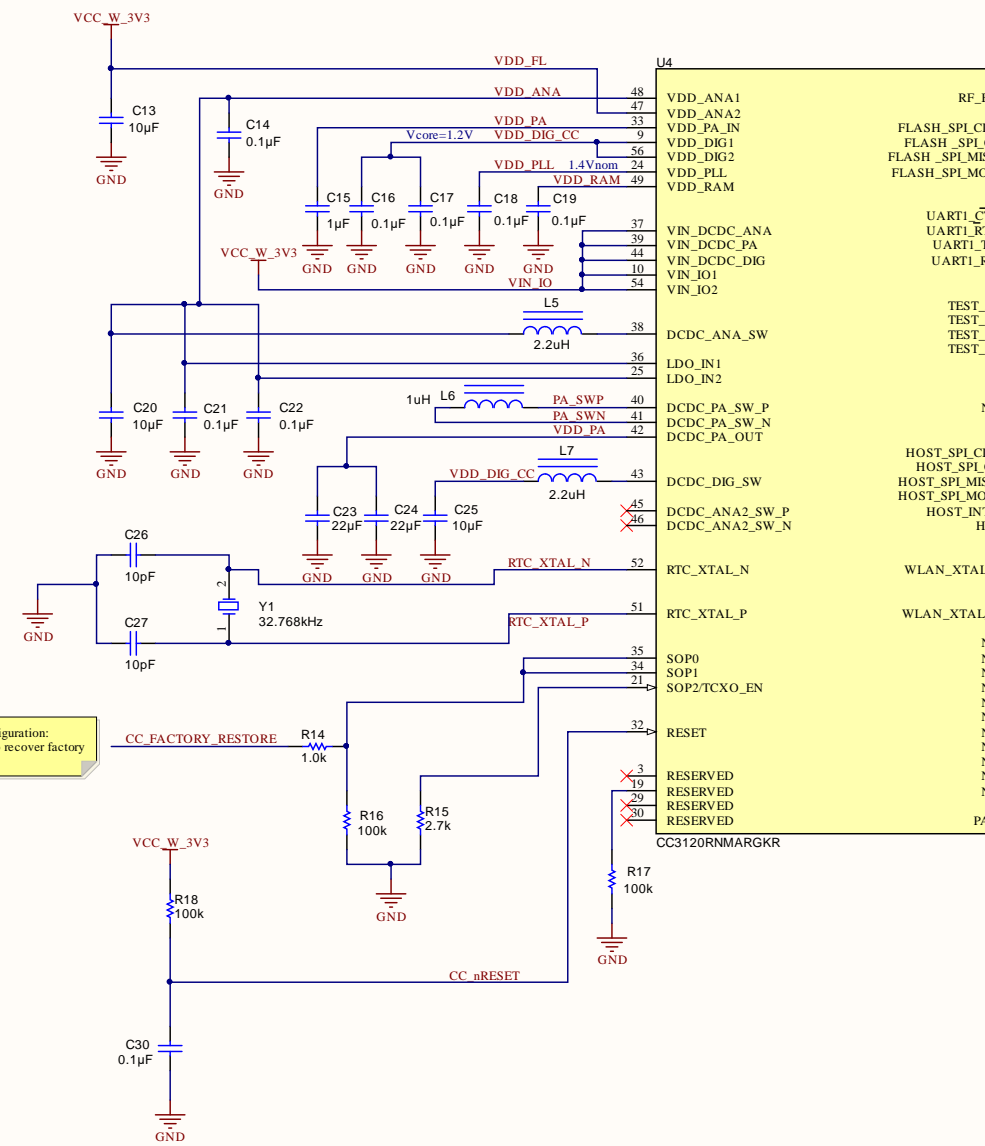 VCC_W_3V3
VDD_FL
U4
C13
10µF
GND
VDD_ANA
C14
0.1µF
GND
VDD_PA
Vcore=1.2V
VDD_DIG_CC
VDD_PLL
1.4Vnom
VDD_RAM
C15
1µF
C16
0.1µF
C17
0.1µF
C18
0.1µF
C19
0.1µF
GND
GND
GND
GND
GND
VCC_W_3V3
VIN_IO
48 VDD_ANA1
47 VDD_ANA2
33 VDD_PA_IN
9 VDD_DIG1
56 VDD_DIG2
24 VDD_PLL
49 VDD_RAM
37 VIN_DCDC_ANA
39 VIN_DCDC_PA
44 VIN_DCDC_DIG
10 VIN_IO1
54 VIN_IO2
L5
2.2uH
38 DCDC_ANA_SW
36 LDO_IN1
25 LDO_IN2
C20
10µF
C21
0.1µF
C22
0.1µF
GND
GND
GND
1uH L6
PA_SWP
PA_SWN
VDD_PA
40 DCDC_PA_SW_P
41 DCDC_PA_SW_N
42 DCDC_PA_OUT
VDD_DIG_CC
L7
2.2uH
43 DCDC_DIG_SW
C23
22µF
C24
22µF
C25
10µF
GND
GND
GND
45 DCDC_ANA2_SW_P
46 DCDC_ANA2_SW_N
C26
10pF
GND
2
Y1
32.768kHz
1
C27
10pF
RTC_XTAL_N
52 RTC_XTAL_N
RTC_XTAL_P
51 RTC_XTAL_P
35 SOP0
34 SOP1
21 SOP2/TCXO_EN
32 RESET
iguration:
recover factory
CC_FACTORY_RESTORE
R14
1.0k
R16
100k
R15
2.7k
GND
3 RESERVED
19 RESERVED
29 RESERVED
30 RESERVED
CC3120RNMARGKR
R17
100k
GND
VCC_W_3V3
R18
100k
CC_nRESET
C30
0.1µF
GND
FLASH_SPI_CL
FLASH _SPI_
FLASH _SPI_MIS
FLASH_SPI_MO
UART1_
UART1_R
UART1_
UART1_R
TEST_
TEST_
TEST_
TEST_
HOST_SPI_CL
HOST_SPI_
HOST_SPI_MIS
HOST_SPI_MO
HOST_INT
WLAN_XTAL
WLAN_XTAL
PA